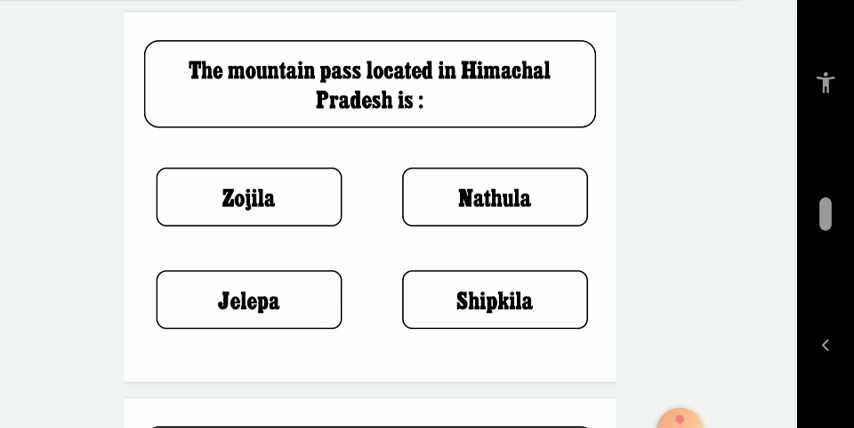 The mountain pass located in Himachal
Pradesh is :
Zojila
Nathula
Jelepa
Shipkila